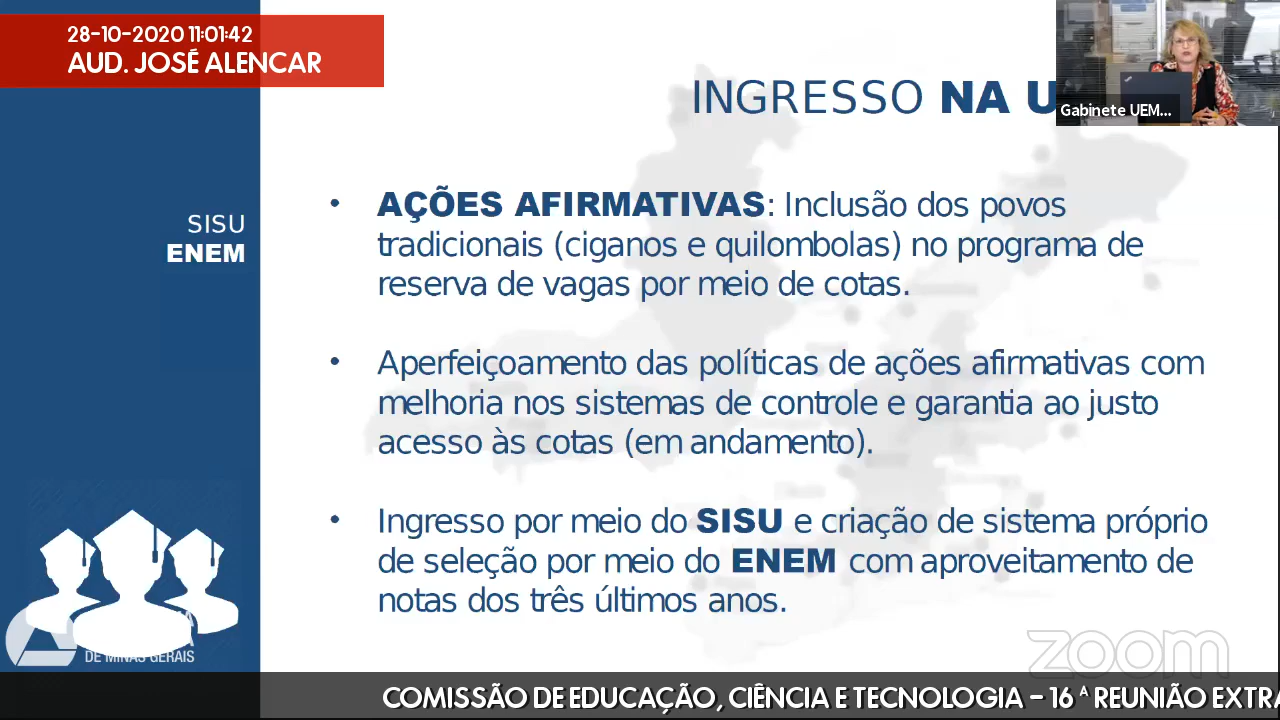 28-10-2020 11:01:42
AUD. JOSÉ ALENCAR
INGRESSO NA U
Gabinete UEM...
SISU
ENEM
• AÇÕES AFIRMATIVAS: Inclusão dos povos
tradicionais (ciganos e quilombolas) no programa de
reserva de vagas por meio de cotas.
• Aperfeiçoamento das políticas de ações afirmativas com
melhoria nos sistemas de controle e garantia ao justo
acesso às cotas (em andamento).
• Ingresso por meio do SISU e criação de sistema próprio
de seleção por meio do ENEM com aproveitamento de
notas dos três últimos anos.
DE MINAS GERAIS
zoom
COMISSÃO DE EDUCAÇÃO, CIÊNCIA E TECNOLOGIA - 16ª REUNIÃO EXTRA